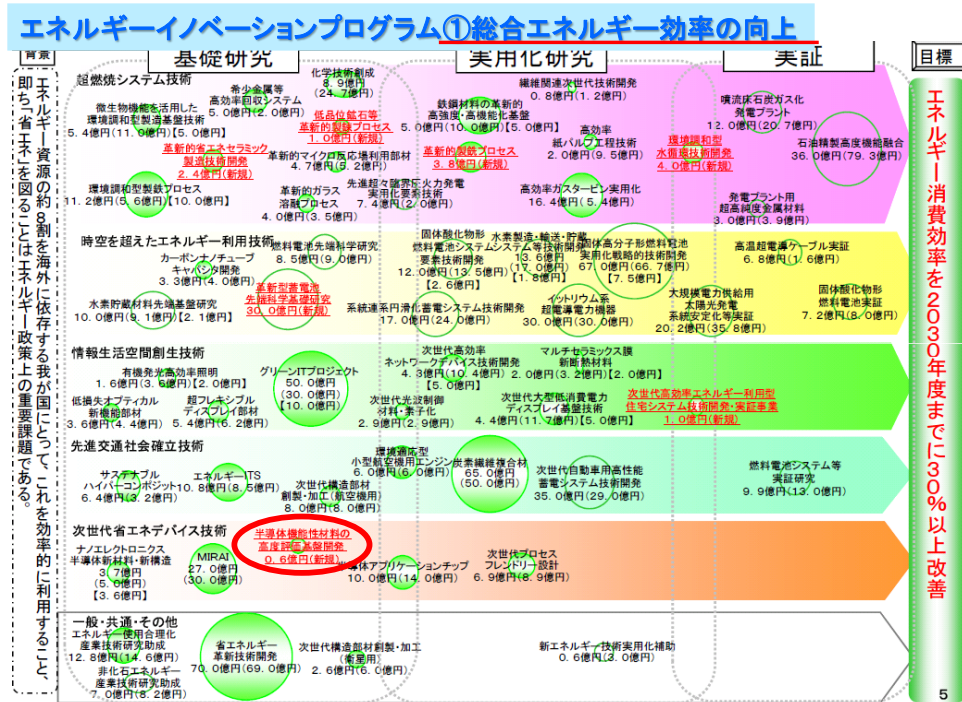 エネルギーイノベーションプログラム①総合エネルギー効率の向上
背景
基礎研究
実用化研究
実証
目標
エネルギー資源の約8割を海外に依存する我が国にとって、これを効率的に利用すること、
即ち「省エネ」を図ることはエネルギー政策上の重要課題である。
超燃焼システム技術
微生物機能を活用した
環境調和型製造基盤技術
5.4億円(11.0億円)【5.0億円】
希少金属等
高効率回収システム
5.0億円(2.0億円)
化学技術創成
8.9億円
(24.7億円)
低品位鉱石等
革新的製錬プロセス
1.0億円(新規)
革新的省エネセラミック
製造技術開発
2.4億円(新規)
革新的マイクロ反応場利用部材
4.7億円(5.2億円)
環境調和型製鉄プロセス
11.2億円(5.6億円)【10.0億円】
革新的ガラス
溶融プロセス
4.0億円(3.5億円)
先進超々臨界圧火力発電
実用化要素技術
7.4億円(2.0億円)
鉄鋼材料の革新的
高強度・高機能化基盤
5.0億円(10.0億円)【5.0億円】
革新的製鉄プロセス
3.8億円(新規)
繊維関連次世代技術開発
0.8億円(1.2億円)
高効率
紙パルプ工程技術
2.0億円(9.5億円)
高効率ガスタービン実用化
16.4億円(5.4億円)
環境調和型
水循環技術開発
4.0億円(新規)
噴流床石炭ガス化
発電プラント
12.0億円(20.7億円)
石油精製高度機能融合
36.0億円(79.3億円)
発電プラント用
超高純度金属材料
3.0億円(3.9億円)
時空を超えたエネルギー利用技術
カーボンナノチューブ
キャパシタ開発
3.3億円(4.0億円)
燃料電池先端科学研究
8.5億円(9.0億円)
革新型蓄電池
先端科学基礎研究
30.0億円(新規)
水素貯蔵材料先端基盤研究
10.0億円(9.1億円)【2.1億円】
固体酸化物形
燃料電池システム
要素技術開発
12.0億円(13.5億円)
【2.6億円】
水素製造・輸送・貯蔵
システム等技術開発
13.6億円
(17.0億円)
【1.8億円】
固体高分子形燃料電池
実用化戦略的技術開発
67.0億円(66.7億円)
【7.5億円】
系統連系円滑化蓄電システム技術開発
17.0億円(24.0億円)
イットリウム系
超電導電力機器
30.0億円(30.0億円)
高温超電導ケーブル実証
6.8億円(1.6億円)
大規模電力供給用
太陽光発電
系統安定化等実証
20.2億円(35.8億円)
固体酸化物形
燃料電池実証
7.2億円(8.0億円)
情報生活空間創生技術
有機発光高効率照明
1.6億円(3.6億円)【2.0億円】
グリーンITプロジェクト
50.0億円
(30.0億円)
【10.0億円】
低損失オプティカル
新機能部材
3.6億円(4.4億円)
超フレキシブル
ディスプレイ部材
5.4億円(6.2億円)
次世代高効率
ネットワークデバイス技術開発
4.3億円(10.4億円)
【5.0億円】
マルチセラミックス膜
新断熱材料
2.0億円(3.2億円)【2.0億円】
次世代光波制御
材料・素子化
2.9億円(2.9億円)
次世代大型低消費電力
ディスプレイ基盤技術
4.4億円(11.7億円)【5.0億円】
次世代高効率エネルギー利用型
住宅システム技術開発・実証事業
1.0億円(新規)
先進交通社会確立技術
サステナブル
ハイパーコンポジット
6.4億円(3.2億円)
エネルギーITS
10.8億円(8.5億円)
次世代構造部材
創製・加工(航空機用)
8.0億円(8.0億円)
環境適応型
小型航空機用エンジン
6.0億円(6.0億円)
炭素繊維複合材
65.0億円
(50.0億円)
次世代自動車用高性能
蓄電システム技術開発
35.0億円(29.0億円)
燃料電池システム等
実証研究
9.9億円(13.0億円)
次世代省エネデバイス技術
ナノエレクトロニクス
半導体新材料・新構造
3.7億円
(5.0億円)
【3.6億円】
MIRAI
27.0億円
(30.0億円)
半導体機能性材料の
高度評価基盤開発
0.6億円(新規)
半導体アプリケーションチップ
10.0億円(14.0億円)
次世代プロセス
フレンドリー設計
6.9億円(8.9億円)
一般・共通・その他
エネルギー使用合理化
産業技術研究助成
12.8億円(14.6億円)
非化石エネルギー
産業技術研究助成
7.0億円(8.2億円)
省エネルギー
革新技術開発
70.0億円(69.0億円)
次世代構造部材創製・加工
(衛星用)
2.6億円(6.0億円)
新エネルギー技術実用化補助
0.6億円(3.0億円)
エネルギー消費効率を2030年度までに30%以上改善
5